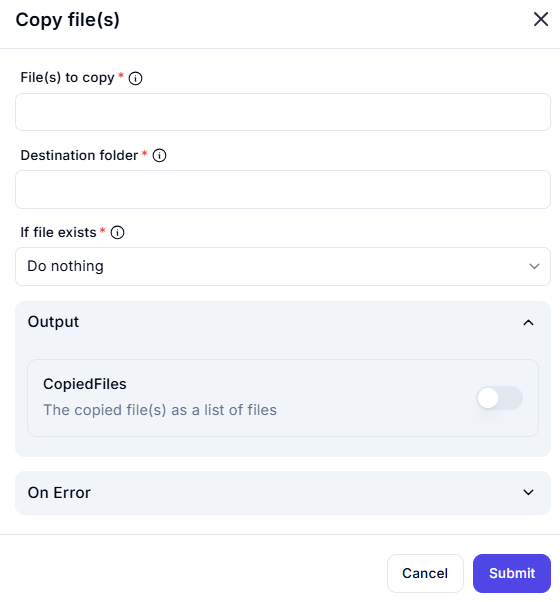 Copy file(s)
File(s) to copy *
Destination folder *
If file exists *
Do nothing
Output
CopiedFiles
The copied file(s) as a list of files
On Error
Cancel Submit